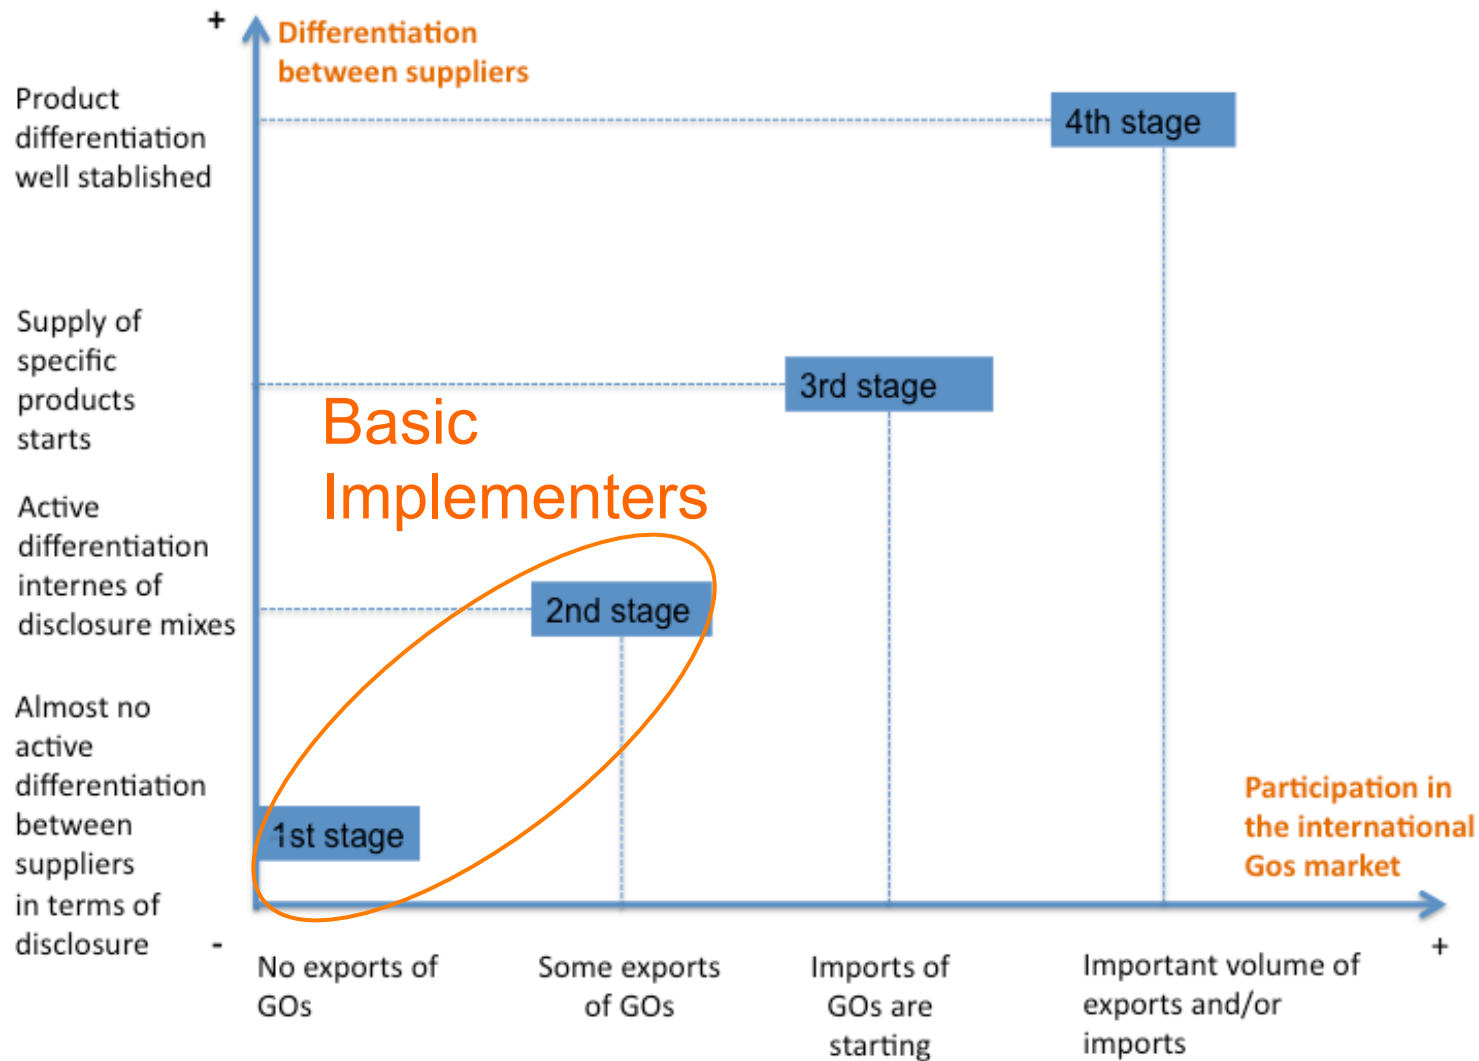 +
Differentiation
between suppliers
Product
differentiation
well stablished
4th stage
Supply of
specific
products
starts
3rd stage
Basic
Implementers
Active
differentiation
internes of
disclosure mixes
2nd stage
Almost no
active
differentiation
between
suppliers
in terms of
disclosure
1st stage
Participation in
the international
Gos market
-
+
No exports of
GOs
Some exports
of GOs
Imports of
GOs are
starting
Important volume of
exports and/or
imports